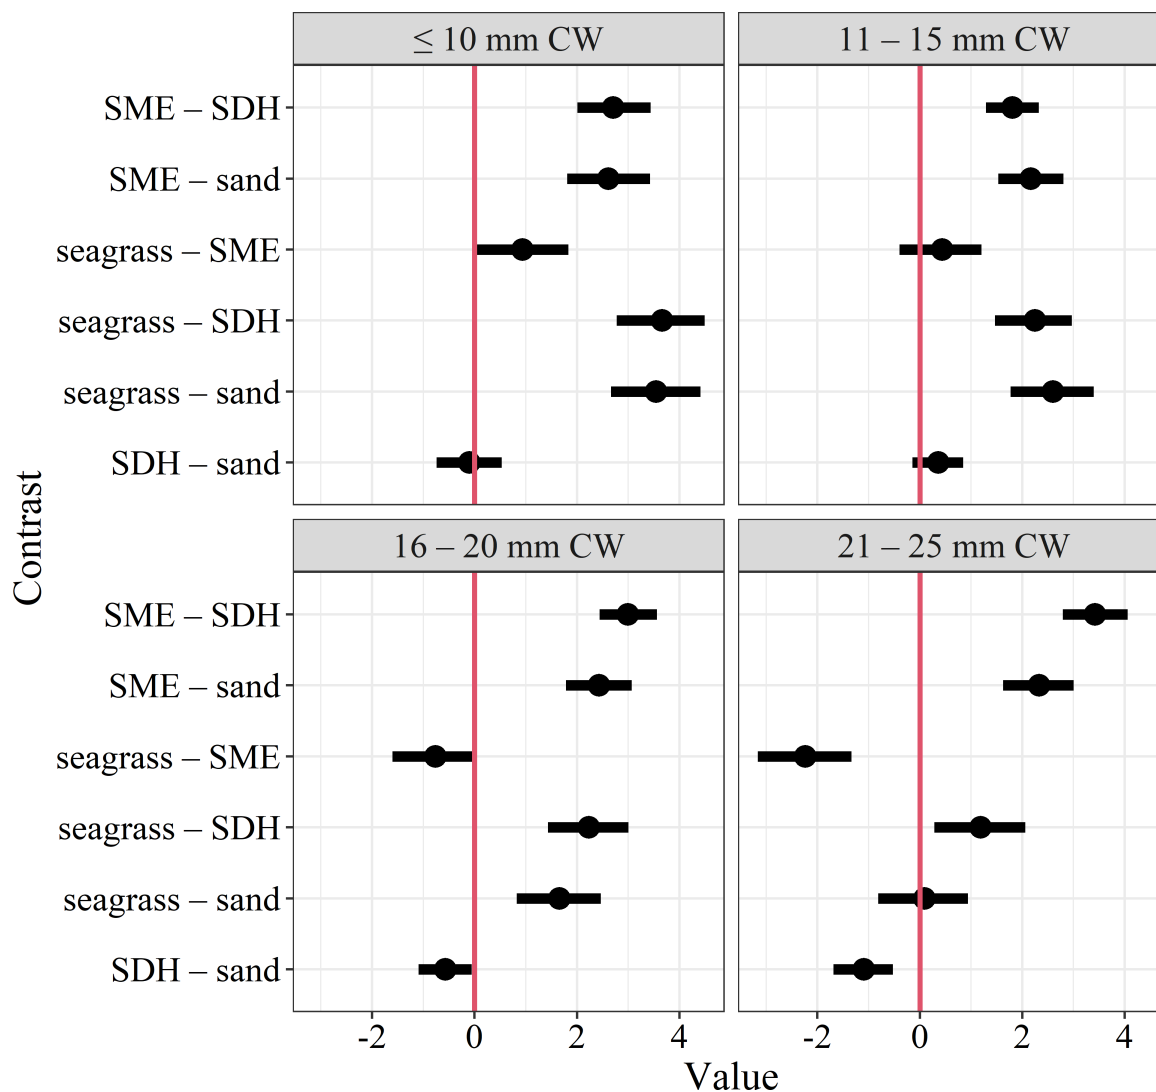 ≤ 10 mm CW
11 – 15 mm CW
SME – SDH
SME – sand
seagrass – SME
seagrass – SDH
seagrass – sand
SDH – sand
Contrast
16 – 20 mm CW
21 – 25 mm CW
SME – SDH
SME – sand
seagrass – SME
seagrass – SDH
seagrass – sand
SDH – sand
-2 0 2 4
-2 0 2 4
Value